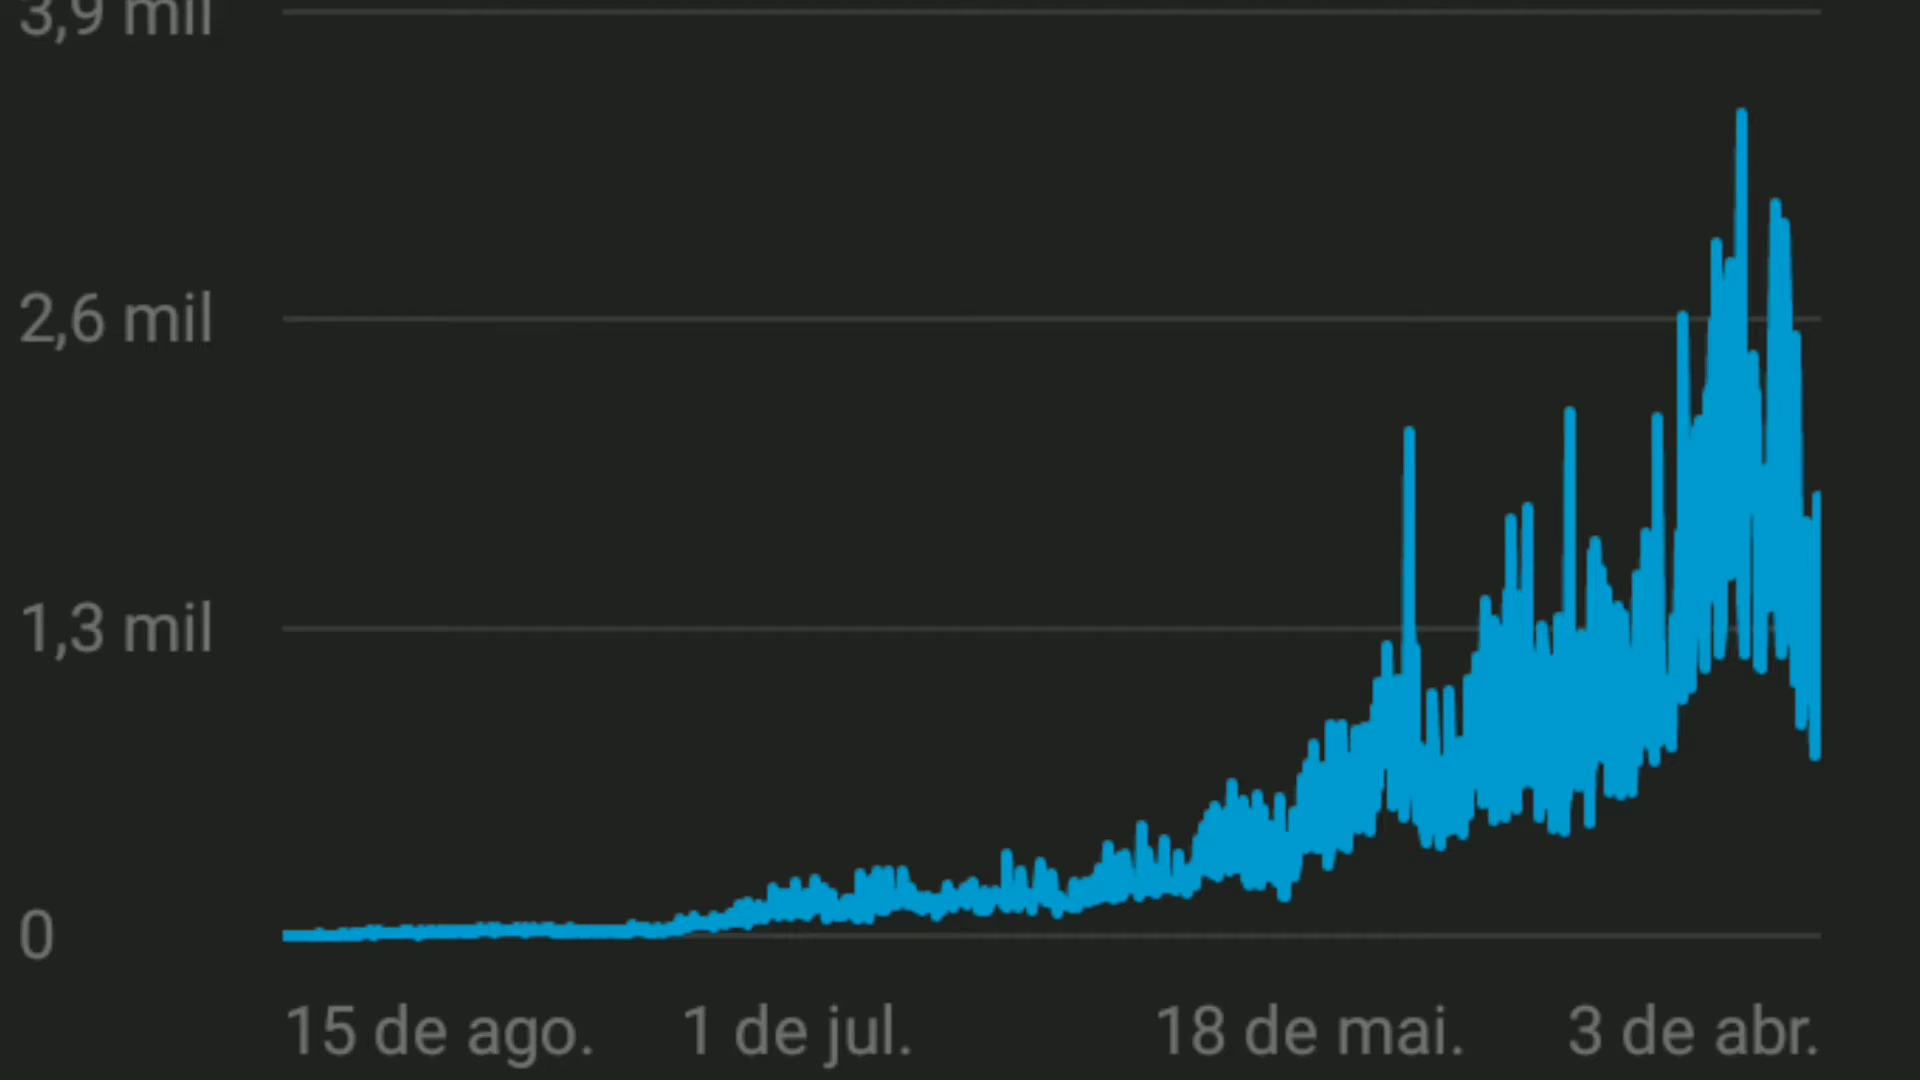 3,9 mil
2,6 mil
1,3 mil
0
15 de ago. 1 de jul. 18 de mai. 3 de abr.